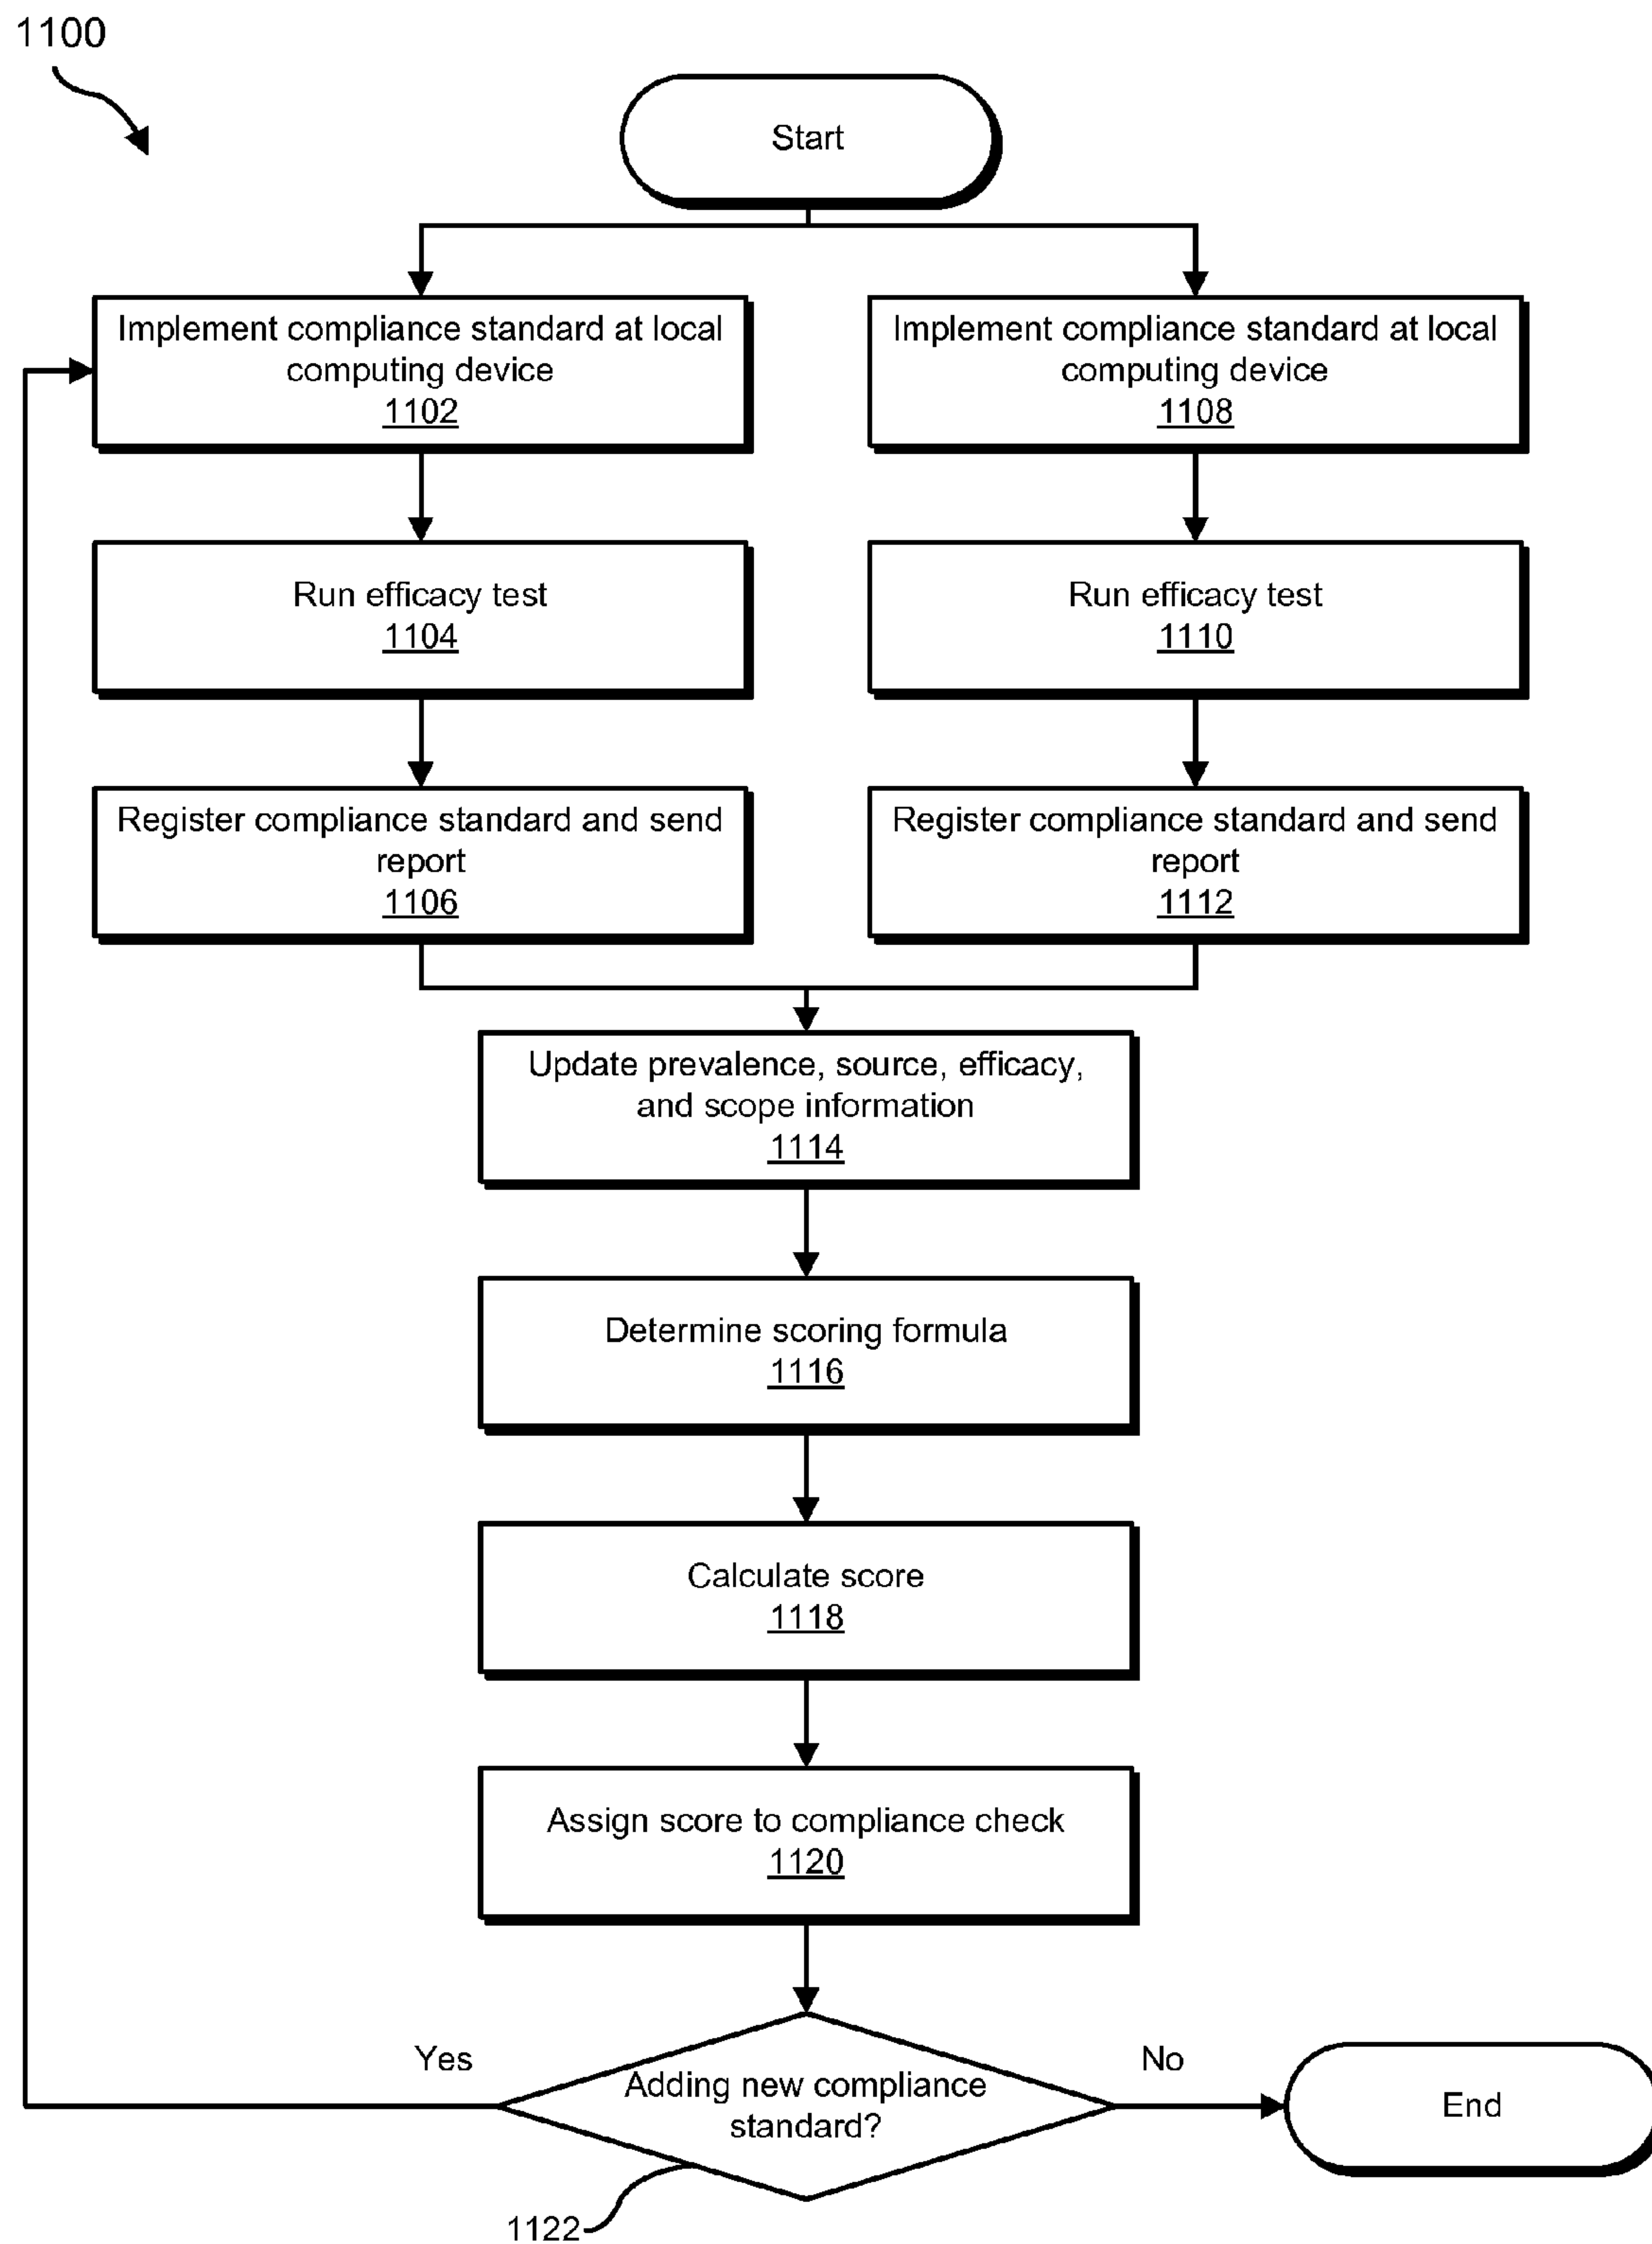 1100
Start
Implement compliance standard at local
computing device
1102
Implement compliance standard at local
computing device
1108
Run efficacy test
1104
Run efficacy test
1110
Register compliance standard and send
report
1106
Register compliance standard and send
report
1112
Update prevalence, source, efficacy,
and scope information
1114
Determine scoring formula
1116
Calculate score
1118
Assign score to compliance check
1120
Yes
Adding new compliance
standard?
No
End
1122